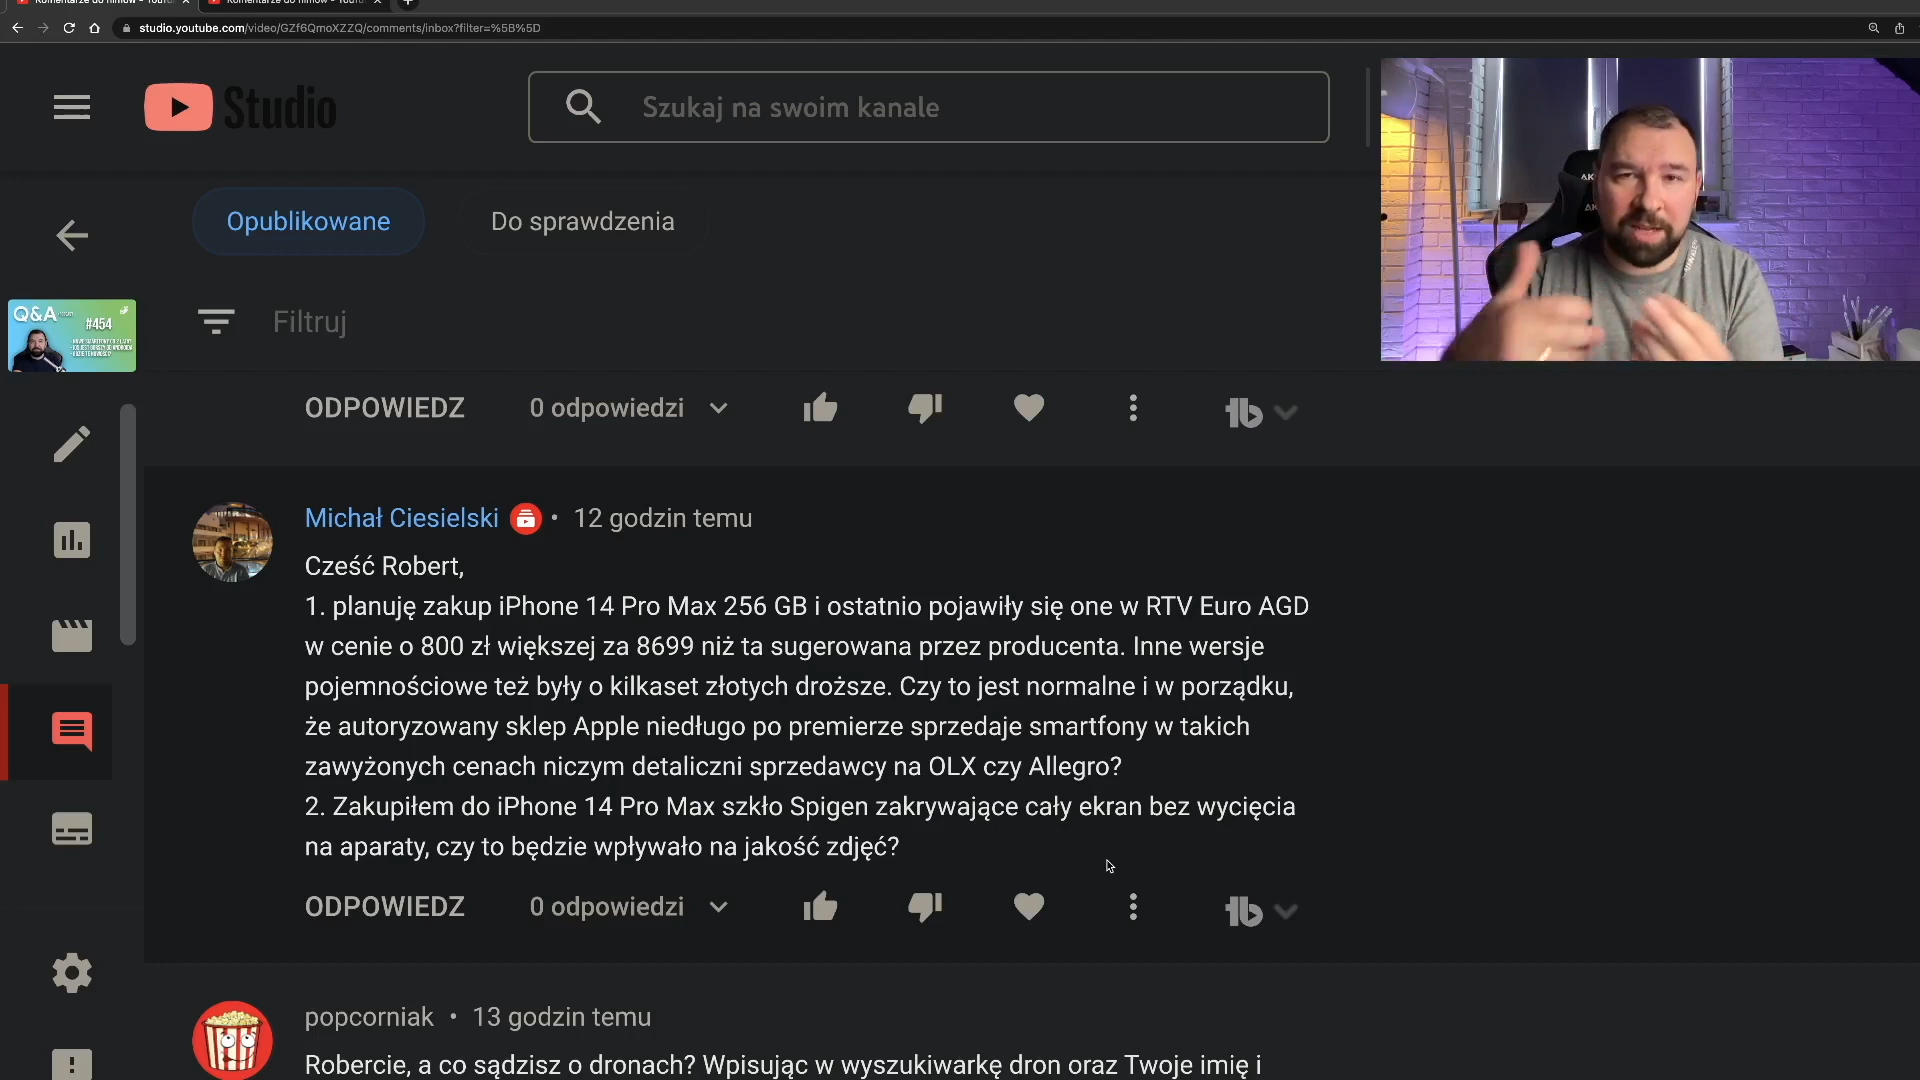 studio.youtube.com/video/GZf6QmoXZZQ/comments/inbox?filter=%5B%5D
Studio
Szukaj na swoim kanale
Opublikowane
Do sprawdzenia
Q&A
#454
Filtruj
ODPOWIEDZ
0 odpowiedzi
Michał Ciesielski • 12 godzin temu
Cześć Robert,
1. planuję zakup iPhone 14 Pro Max 256 GB i ostatnio pojawiły się one w RTV Euro AGD
w cenie o 800 zł większej za 8699 niż ta sugerowana przez producenta. Inne wersje
pojemnościowe też były o kilkaset złotych droższe. Czy to jest normalne i w porządku,
że autoryzowany sklep Apple niedługo po premierze sprzedaje smartfony w takich
zawyżonych cenach niczym detaliczni sprzedawcy na OLX czy Allegro?
2. Zakupiłem do iPhone 14 Pro Max szkło Spigen zakrywające cały ekran bez wycięcia
na aparaty, czy to będzie wpływało na jakość zdjęć?
ODPOWIEDZ
0 odpowiedzi
popcorniak • 13 godzin temu
Robercie, a co sądzisz o dronach? Wpisując w wyszukiwarkę dron oraz Twoje imię i